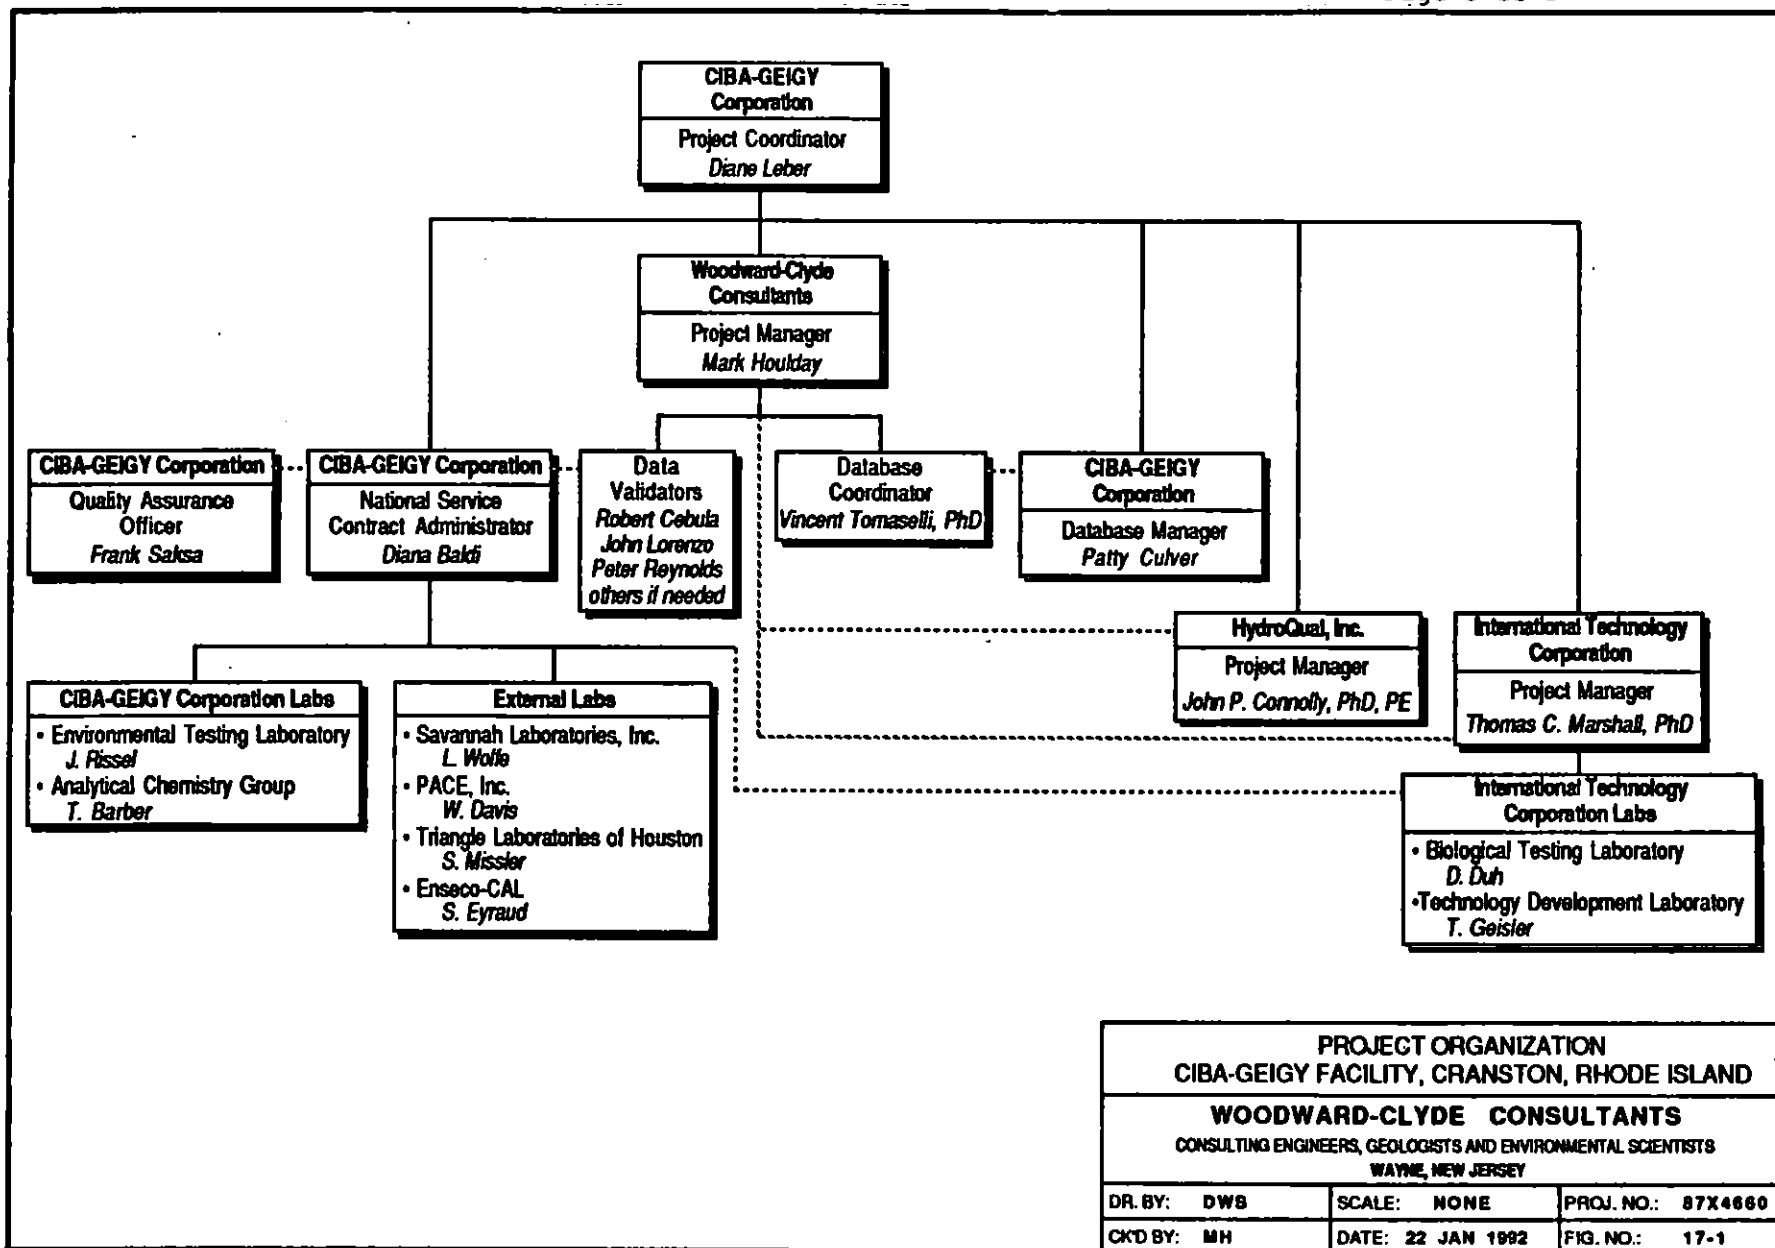 CIBA-GEIGY
Corporation
Project Coordinator
Diane Leber
Woodward-Clyde
Consultants
Project Manager
Mark Houlday
CIBA-GEIGY Corporation
Quality Assurance
Officer
Frank Saksa
CIBA-GEIGY Corporation
National Service
Contract Administrator
Diana Baldi
Data
Validators
Robert Cebula
John Lorenzo
Peter Reynolds
others if needed
Database
Coordinator
Vincent Tomaselli, PhD
CIBA-GEIGY
Corporation
Database Manager
Patty Culver
HydroQual, Inc.
Project Manager
John P. Connolly, PhD, PE
International Technology
Corporation
Project Manager
Thomas C. Marshall, PhD
CIBA-GEIGY Corporation Labs
• Environmental Testing Laboratory
J. Rissel
• Analytical Chemistry Group
T. Barber
External Labs
• Savannah Laboratories, Inc.
L. Wolfe
• PACE, Inc.
W. Davis
• Triangle Laboratories of Houston
S. Missler
• Enseco-CAL
S. Eyraud
International Technology
Corporation Labs
• Biological Testing Laboratory
D. Duh
•Technology Development Laboratory
T. Geisler
PROJECT ORGANIZATION
CIBA-GEIGY FACILITY, CRANSTON, RHODE ISLAND
WOODWARD-CLYDE CONSULTANTS
CONSULTING ENGINEERS, GEOLOGISTS AND ENVIRONMENTAL SCIENTISTS
WAYNE, NEW JERSEY
DR. BY: DWS
SCALE: NONE
PROJ. NO.: 87X4660
CK'D BY: MH
DATE: 22 JAN 1992
FIG. NO.: 17-1